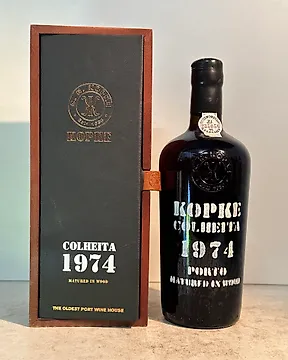 KOPKE
COLHEITA
1974
MATURED IN WOOD
THE OLDEST PORT WINE HOUSE
KOPKE
COLHEITA
1974
PORTO
MATURED IN WOOD